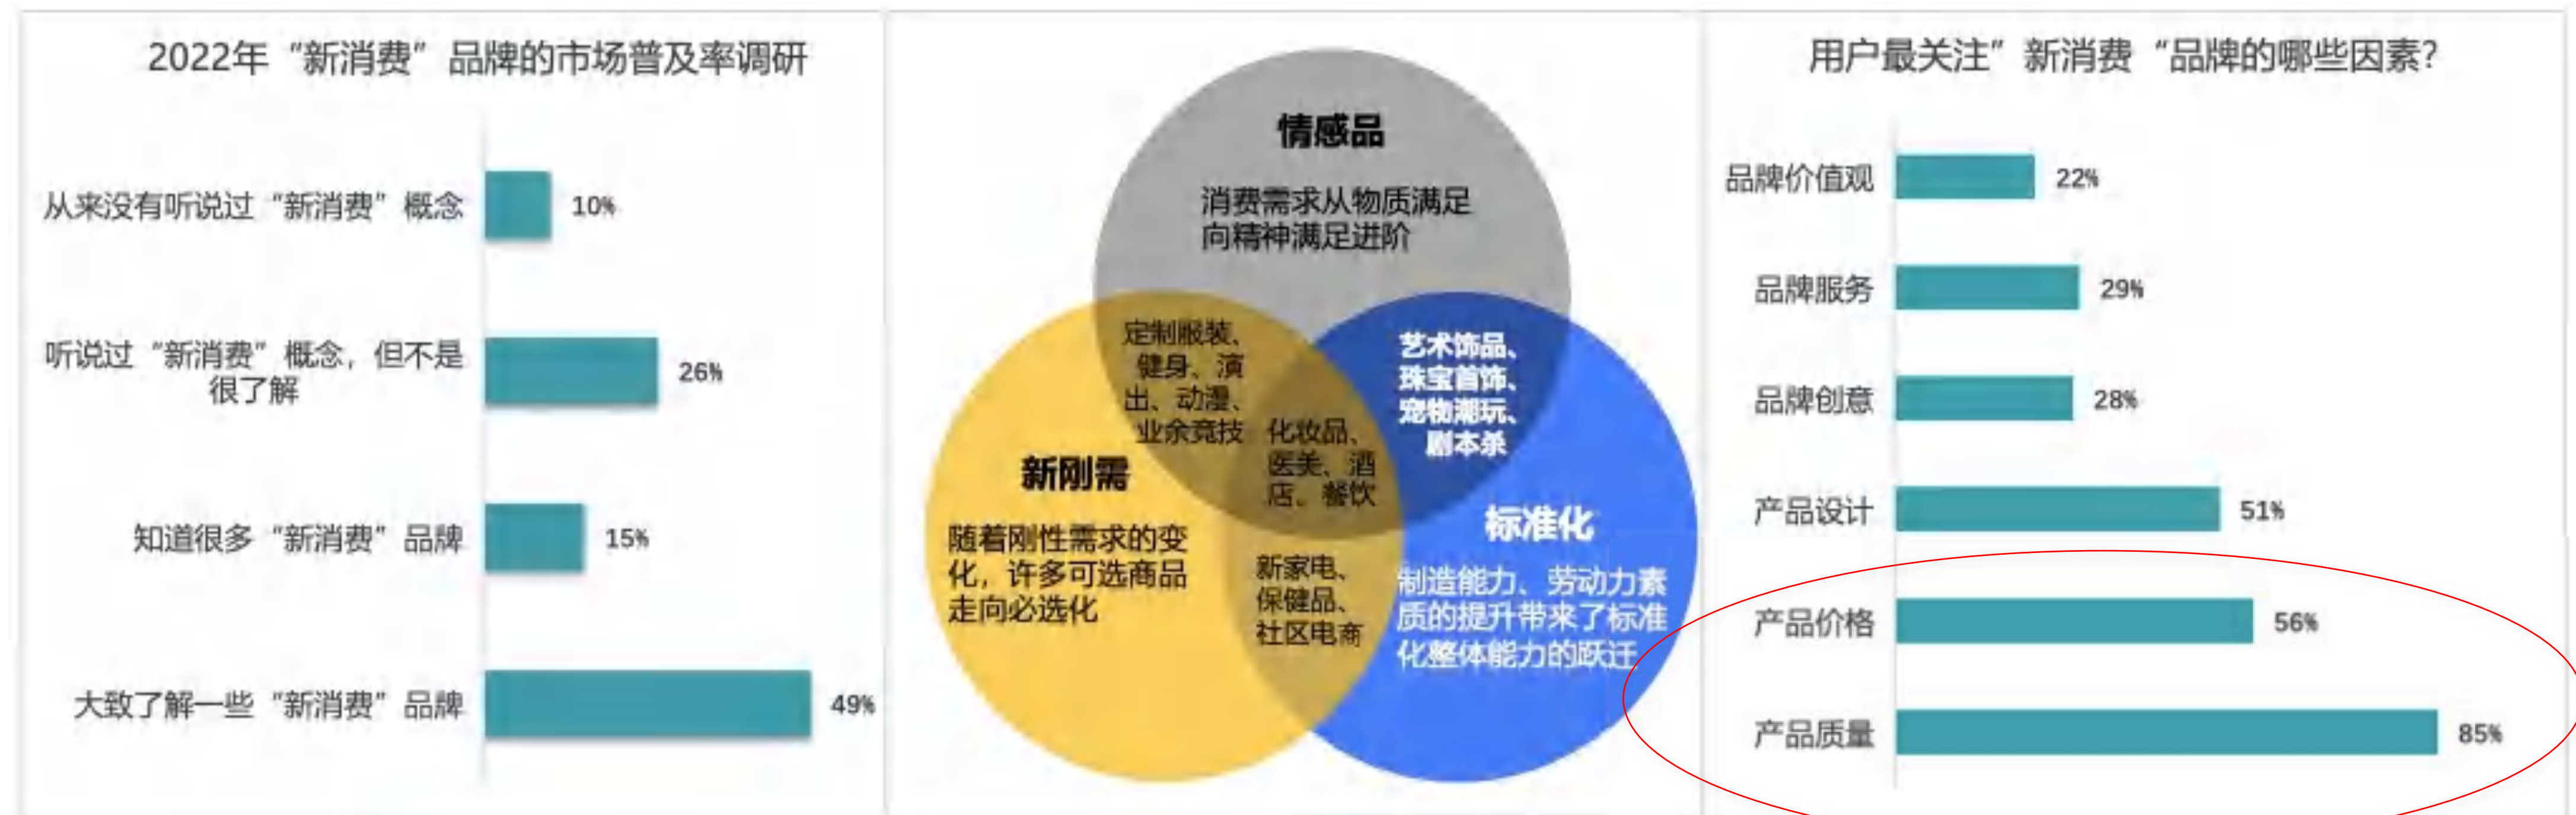 2022年“新消费”品牌的市场普及率调研
从来没有听说过“新消费”概念
10%
听说过“新消费”概念，但不是
很了解
26%
知道很多“新消费”品牌
15%
大致了解一些“新消费”品牌
49%
情感品
消费需求从物质满足
向精神满足进阶
定制服装、
健身、演
出、动漫、
业余竞技
艺术饰品、
珠宝首饰、
宠物潮玩、
剧本杀
化妆品、
医美、酒
店、餐饮
新刚需
随着刚性需求的变
化，许多可选商品
走向必选化
标准化
制造能力、劳动力素
质的提升带来了标准
化整体能力的跃迁
新家电、
保健品、
社区电商
用户最关注”新消费“品牌的哪些因素?
品牌价值观
22%
品牌服务
29%
品牌创意
28%
产品设计
51%
产品价格
56%
产品质量
85%